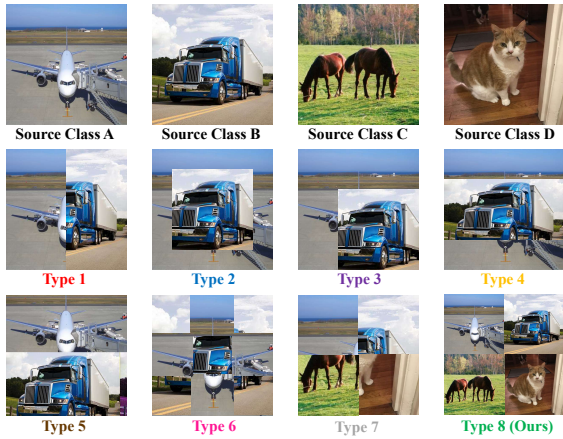 Source Class A
Source Class B
Source Class C
Source Class D
Type 1
Type 2
Type 3
Type 4
Type 5
Type 6
Type 7
Type 8 (Ours)